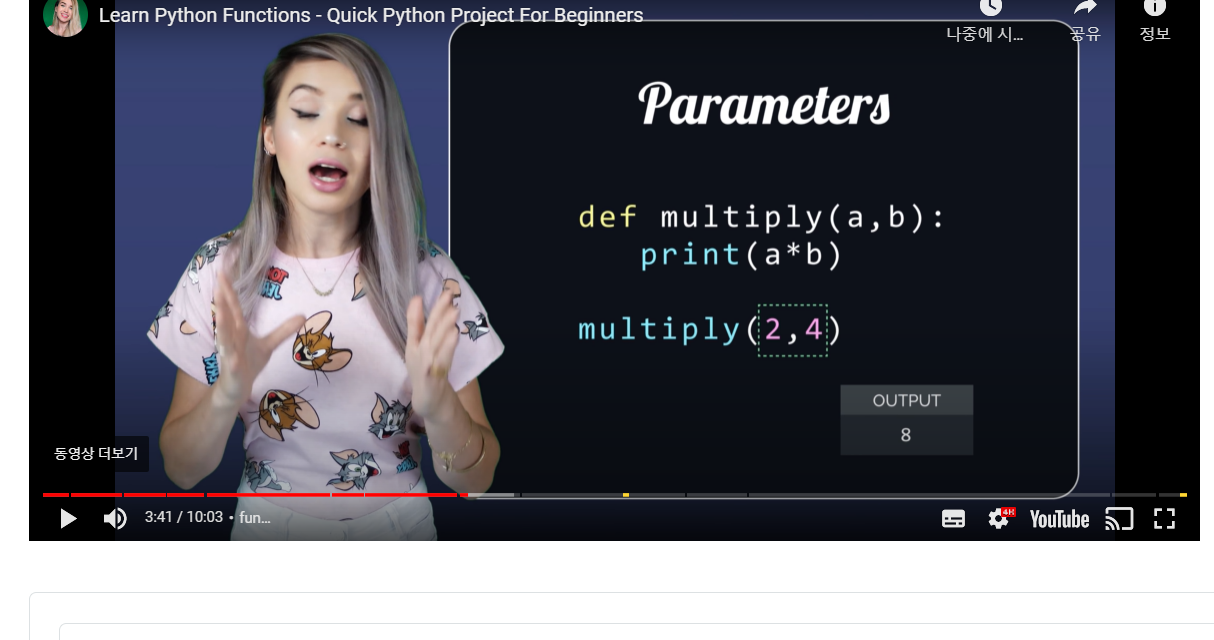 Learn Python Functions - Quick Python Project For Beginners
나중에 시...
공유
정보
Parameters
def multiply(a,b):
print(a*b)
multiply(2,4)
OUTPUT
8
동영상 더보기
3:41 / 10:03 • fun...
4K
YouTube